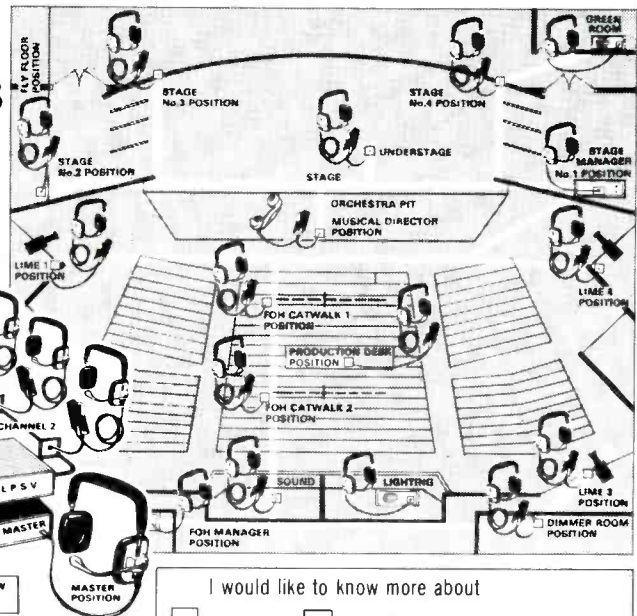 GREEN
ROOM
FLY FLOOR
POSITION
STAGE
No.3 POSITION
STAGE
No.4 POSITION
STAGE
No.2 POSITION
UNDERSTAGE
STAGE
MANAGER
No.1 POSITION
STAGE
ORCHESTRA PIT
MUSICAL DIRECTOR
POSITION
LIME 1
POSITION
LIME 4
POSITION
FOH CATWALK 1
POSITION
PRODUCTION DESK
POSITION
FOH CATWALK 2
POSITION
CHANNEL 2
L P S V
SOUND
LIGHTING
LIME 3
POSITION
MASTER
FOH MANAGER
POSITION
DIMMER ROOM
POSITION
MASTER
POSITION
I would like to know more about